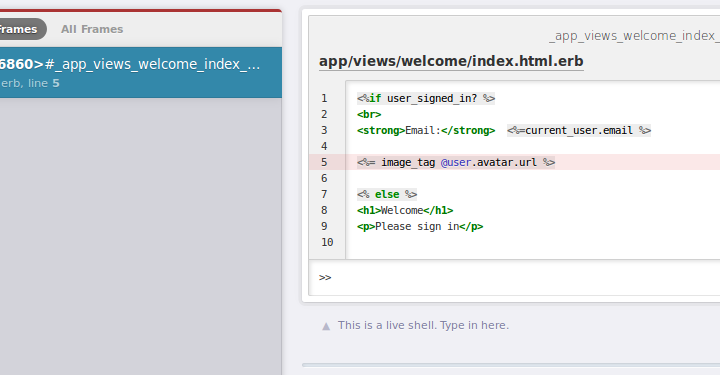 Frames All Frames
6860>#_app_views_welcome_index_...
erb, line 5
_app_views_welcome_index_
app/views/welcome/index.html.erb
1 <%if user_signed_in? %>
2 <br>
3 <strong>Email:</strong> <%=current_user.email %>
4
5 <%= image_tag @user.avatar.url %>
6
7 <% else %>
8 <h1>Welcome</h1>
9 <p>Please sign in</p>
10
>>
▲ This is a live shell. Type in here.